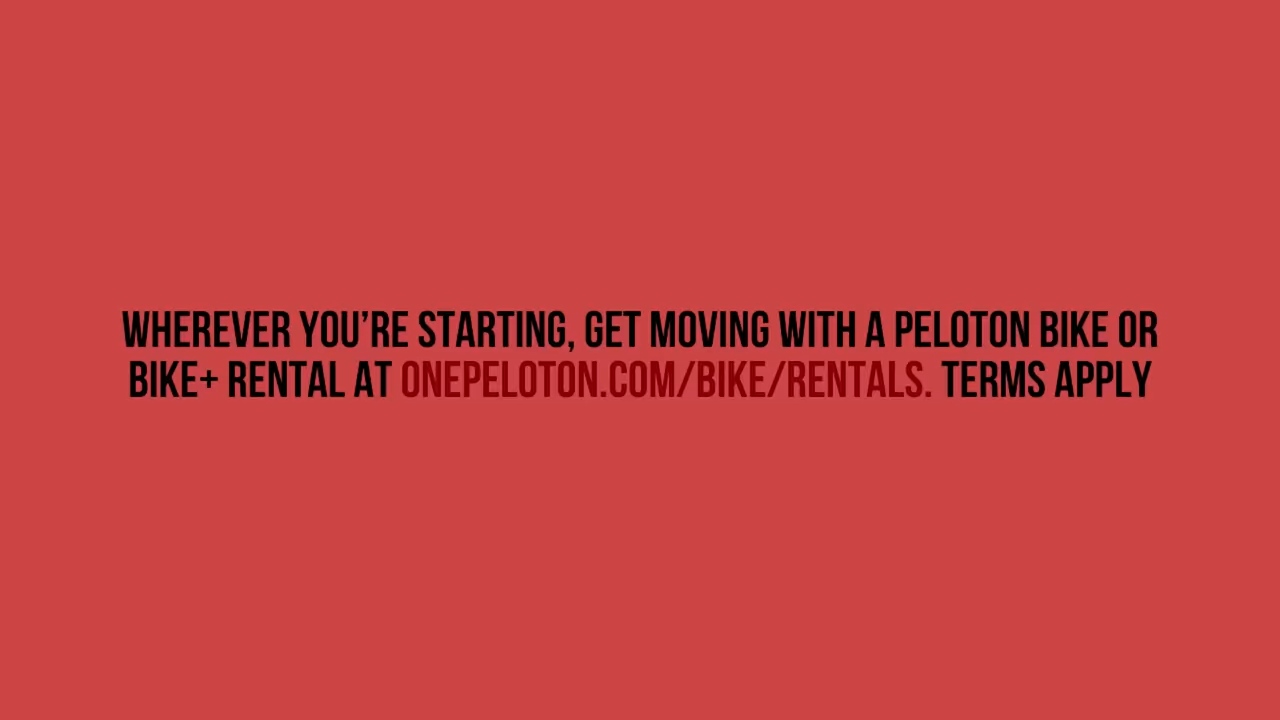 WHEREVER YOU’RE STARTING, GET MOVING WITH A PELOTON BIKE OR
BIKE+ RENTAL AT ONEPELOTON.COM/BIKE/RENTALS. TERMS APPLY